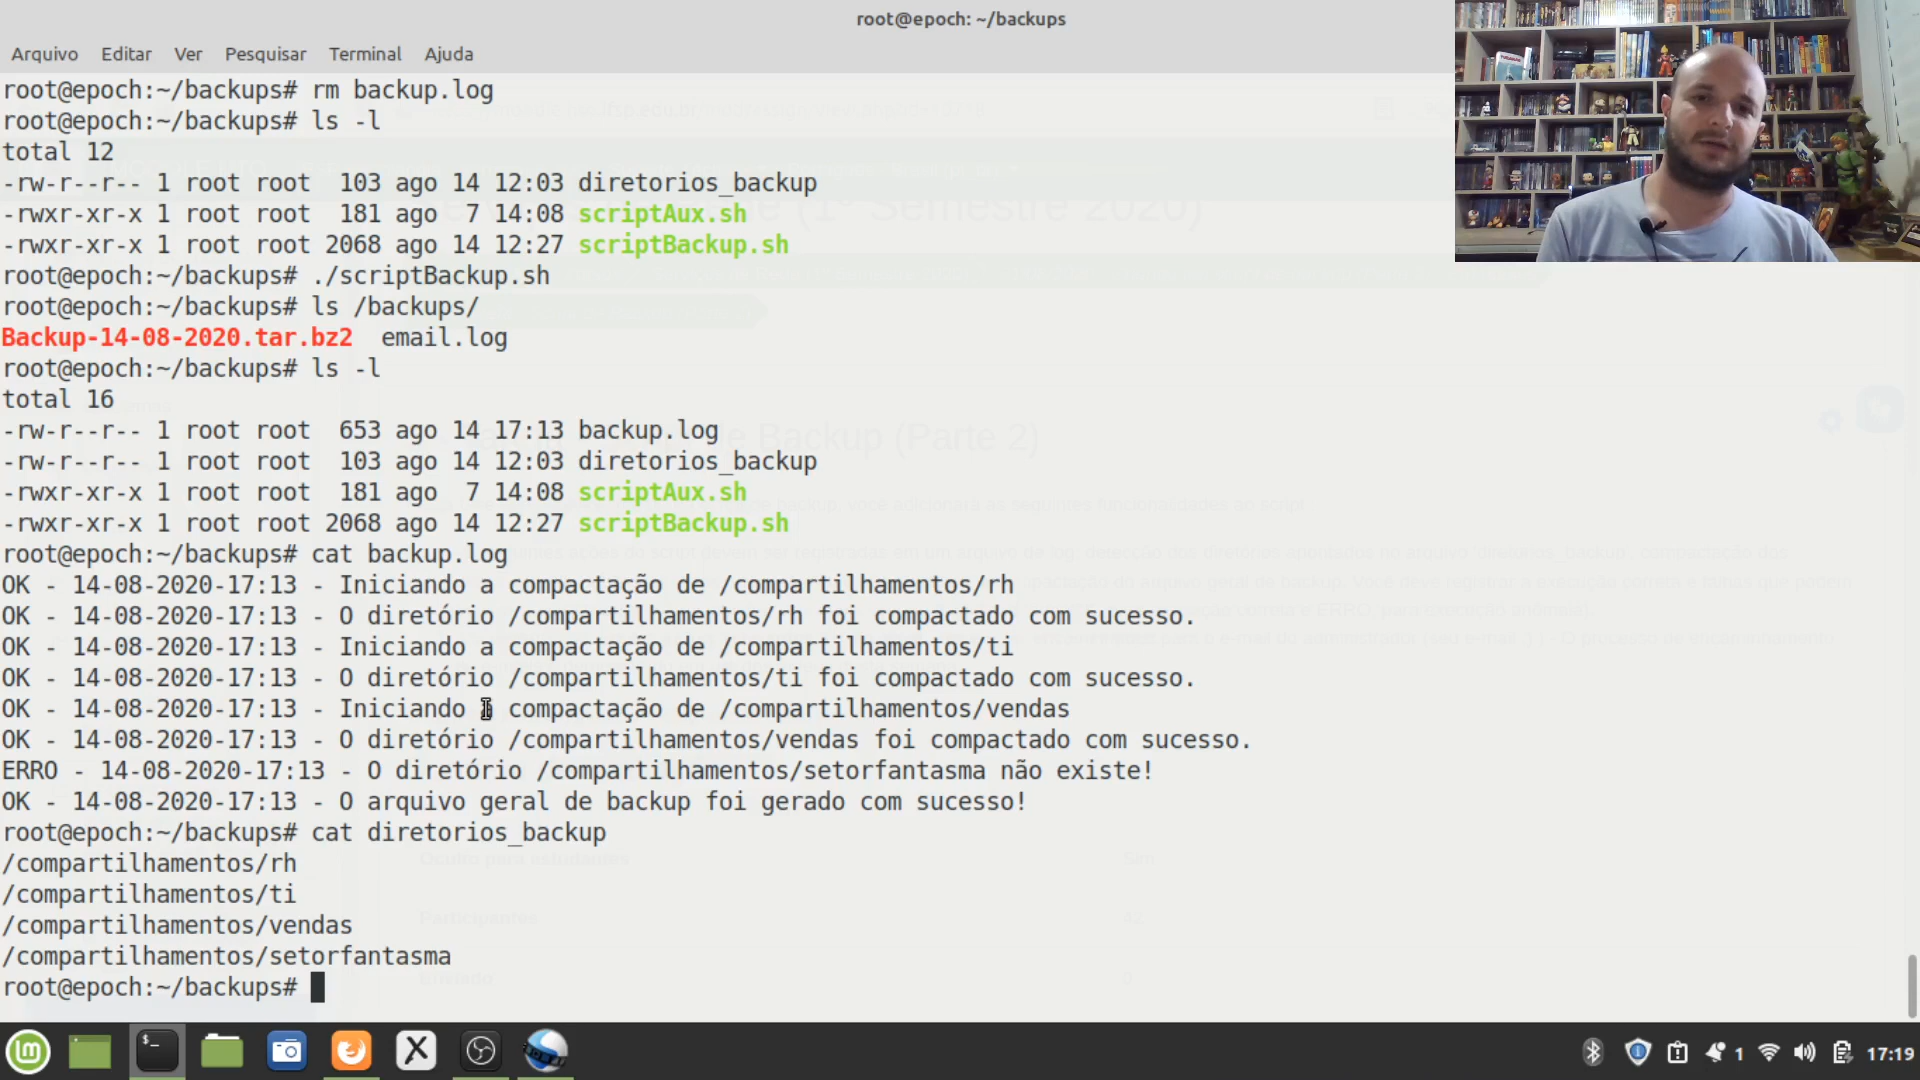 root@epoch: ~/backups
Arquivo Editar Ver Pesquisar Terminal Ajuda
root@epoch:~/backups# rm backup.log
root@epoch:~/backups# ls -l
total 12
-rw-r--r-- 1 root root  103 ago 14 12:03 diretorios_backup
-rwxr-xr-x 1 root root  181 ago  7 14:08 scriptAux.sh
-rwxr-xr-x 1 root root 2068 ago 14 12:27 scriptBackup.sh
root@epoch:~/backups# ./scriptBackup.sh
root@epoch:~/backups# ls /backups/
Backup-14-08-2020.tar.bz2  email.log
root@epoch:~/backups# ls -l
total 16
-rw-r--r-- 1 root root  653 ago 14 17:13 backup.log
-rw-r--r-- 1 root root  103 ago 14 12:03 diretorios_backup
-rwxr-xr-x 1 root root  181 ago  7 14:08 scriptAux.sh
-rwxr-xr-x 1 root root 2068 ago 14 12:27 scriptBackup.sh
root@epoch:~/backups# cat backup.log
OK - 14-08-2020-17:13 - Iniciando a compactação de /compartilhamentos/rh
OK - 14-08-2020-17:13 - O diretório /compartilhamentos/rh foi compactado com sucesso.
OK - 14-08-2020-17:13 - Iniciando a compactação de /compartilhamentos/ti
OK - 14-08-2020-17:13 - O diretório /compartilhamentos/ti foi compactado com sucesso.
OK - 14-08-2020-17:13 - Iniciando a compactação de /compartilhamentos/vendas
OK - 14-08-2020-17:13 - O diretório /compartilhamentos/vendas foi compactado com sucesso.
ERRO - 14-08-2020-17:13 - O diretório /compartilhamentos/setorfantasma não existe!
OK - 14-08-2020-17:13 - O arquivo geral de backup foi gerado com sucesso!
root@epoch:~/backups# cat diretorios_backup
/compartilhamentos/rh
/compartilhamentos/ti
/compartilhamentos/vendas
/compartilhamentos/setorfantasma
root@epoch:~/backups#
1 17:19